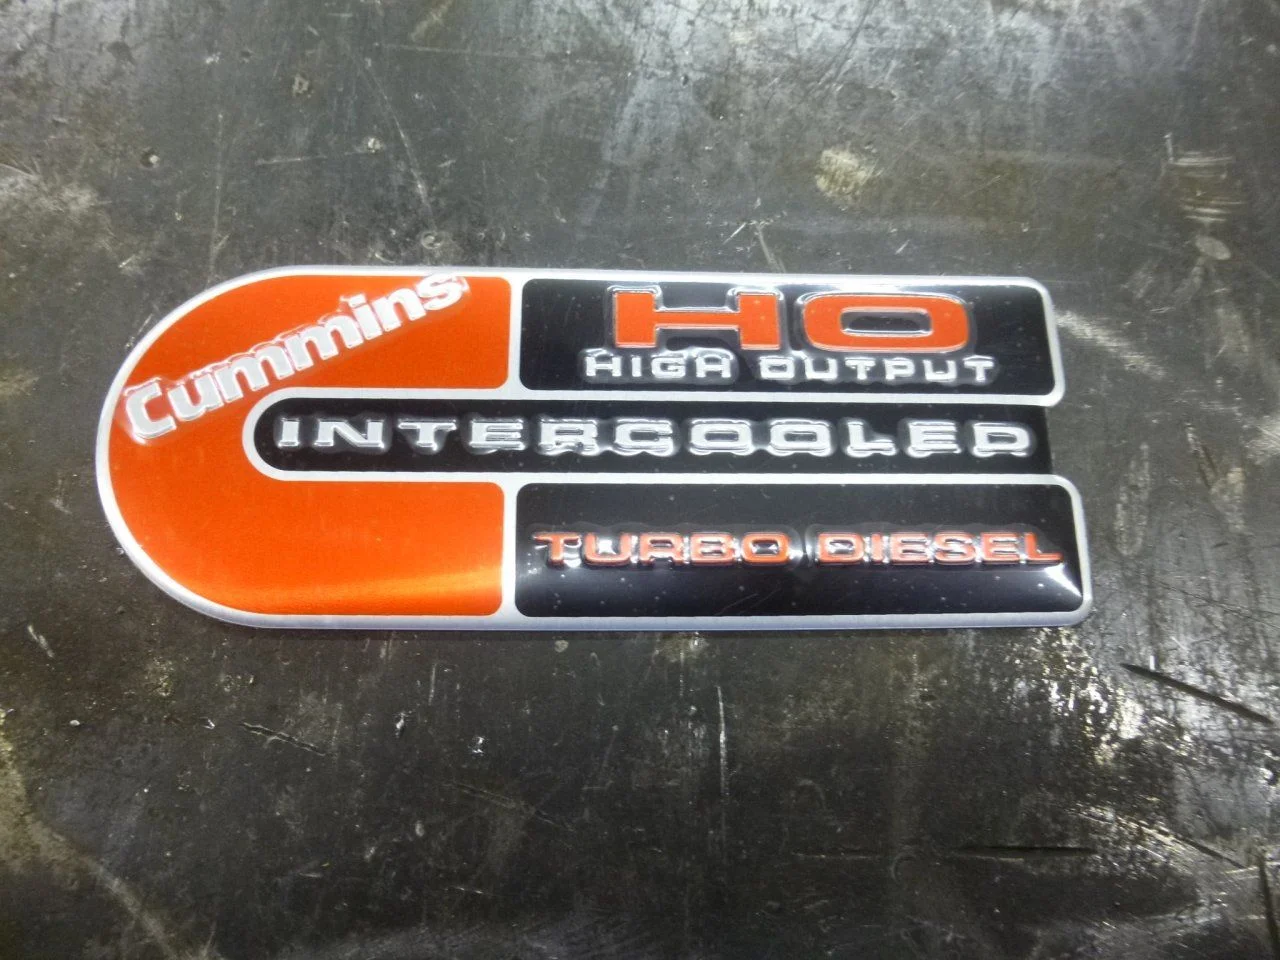 Cummins
HO
HIGH OUTPUT
INTERCOOLED
TURBO DIESEL